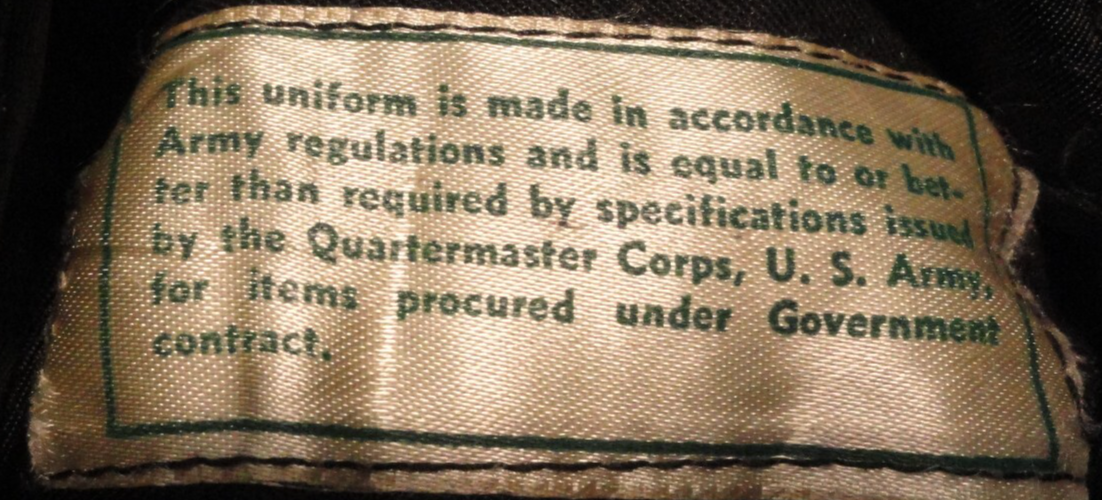 This uniform is made in accordance with
Army regulations and is equal to or bet-
ter than required by specifications issued
by the Quartermaster Corps, U. S. Army,
for items procured under Government
contract.